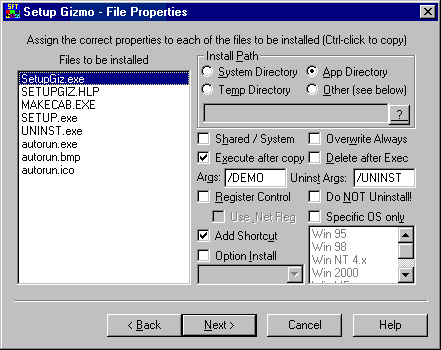 Setup Gizmo - File Properties
Assign the correct properties to each of the files to be installed (Ctrl-click to copy)
Files to be installed
SetupGiz.exe
SETUPGIZ.HLP
MAKECAB.EXE
SETUP.exe
UNINST.exe
autorun.exe
autorun.bmp
autorun.ico
Install Path
System Directory
App Directory
Temp Directory
Other (see below)
?
Shared / System
Overwrite Always
Execute after copy
Delete after Exec
Args: /DEMO
Uninst Args: /UNINST
Register Control
Do NOT Uninstall!
Use .Net Reg
Specific OS only
Add Shortcut
Option Install
Win 95
Win 98
Win NT 4.x
Win 2000
< Back
Next >
Cancel
Help